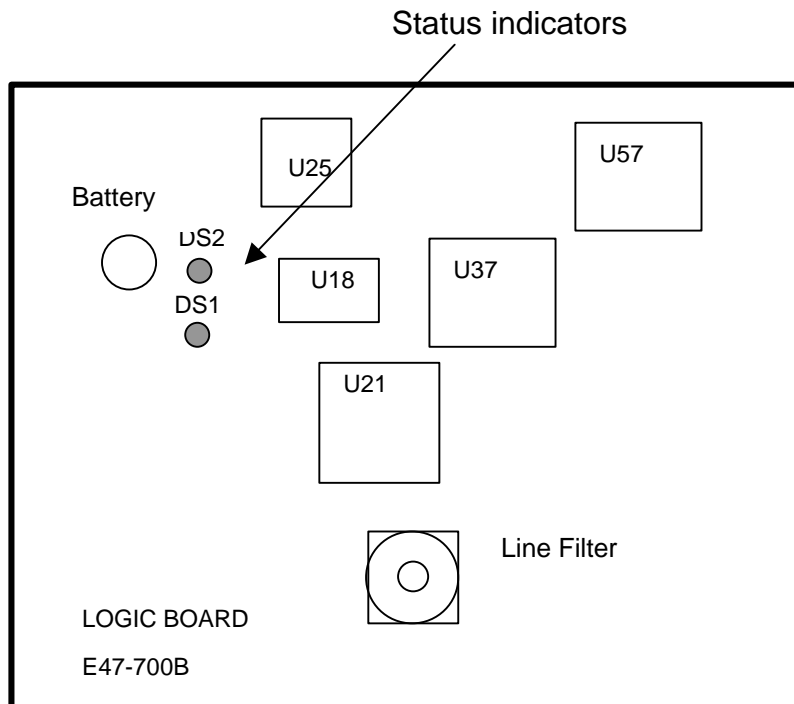 Status indicators
U25
U57
Battery
DS2
U18
U37
DS1
U21
Line Filter
LOGIC BOARD
E47-700B